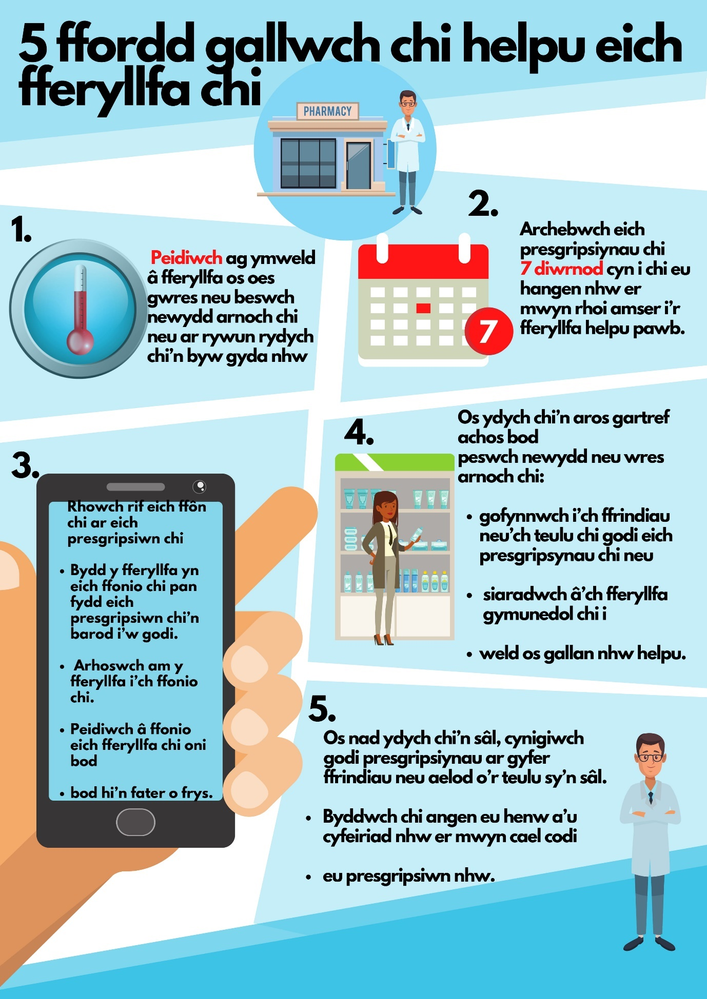 5 ffordd gallwch chi helpu eich
fferyllfa chi
PHARMACY
1.
Peidiwch ag ymweld
â fferyllfa os oes
gwres neu beswch
newydd arnoch chi
neu ar rywun rydych
chi'n byw gyda nhw
2.
Archebwch eich
presgripsiynau chi
7 diwrnod cyn i chi eu
hangen nhw er
mwyn rhoi amser i'r
fferyllfa helpu pawb.
7
3.
Rhowch rif eich ffôn
chi ar eich
presgripsiwn chi
• Bydd y fferyllfa yn
eich ffonio chi pan
fydd eich
presgripsiwn chi'n
barod i'w godi.
• Arhoswch am y
fferyllfa i'ch ffonio
chi.
• Peidiwch â ffonio
eich fferyllfa chi oni
bod
• bod hi'n fater o frys.
4.
Os ydych chi'n aros gartref
achos bod
peswch newydd neu wres
arnoch chi:
• gofynnwch i'ch ffrindiau
neu'ch teulu chi godi eich
presgripsynau chi neu
• siaradwch â'ch fferyllfa
gymunedol chi i
• weld os gallan nhw helpu.
5.
Os nad ydych chi'n sâl, cynigiwch
godi presgripsiynau ar gyfer
ffrindiau neu aelod o'r teulu sy'n sâl.
• Byddwch chi angen eu henw a'u
cyfeiriad nhw er mwyn cael codi
• eu presgripsiwn nhw.